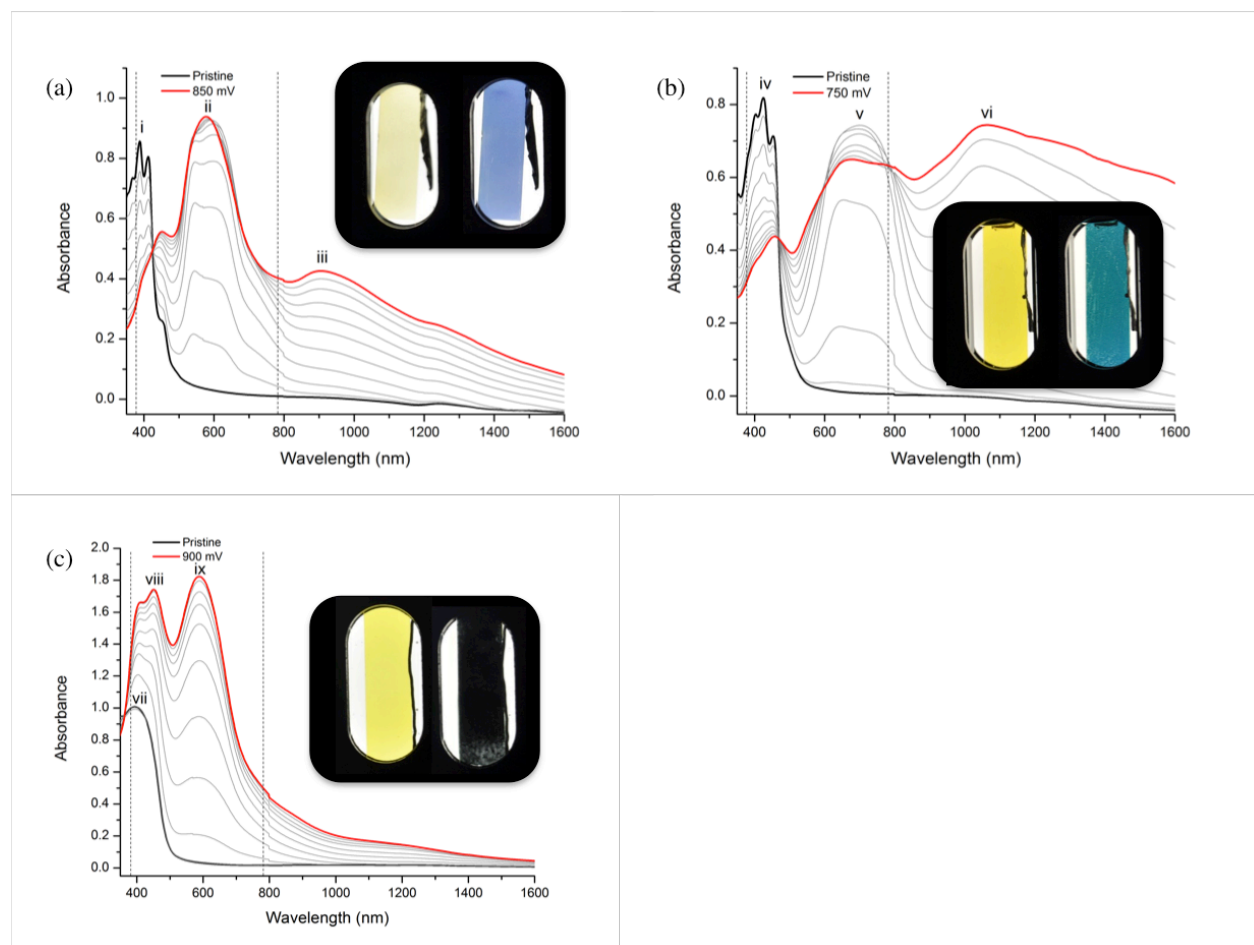 (a)
Pristine
850 mV
i
ii
iii
1.0
0.8
0.6
0.4
0.2
0.0
Absorbance
400 600 800 1000 1200 1400 1600
Wavelength (nm)
(b)
Pristine
750 mV
iv
v
vi
0.8
0.6
0.4
0.2
0.0
Absorbance
400 600 800 1000 1200 1400 1600
Wavelength (nm)
(c)
Pristine
900 mV
vii
viii
ix
2.0
1.8
1.6
1.4
1.2
1.0
0.8
0.6
0.4
0.2
0.0
Absorbance
400 600 800 1000 1200 1400 1600
Wavelength (nm)